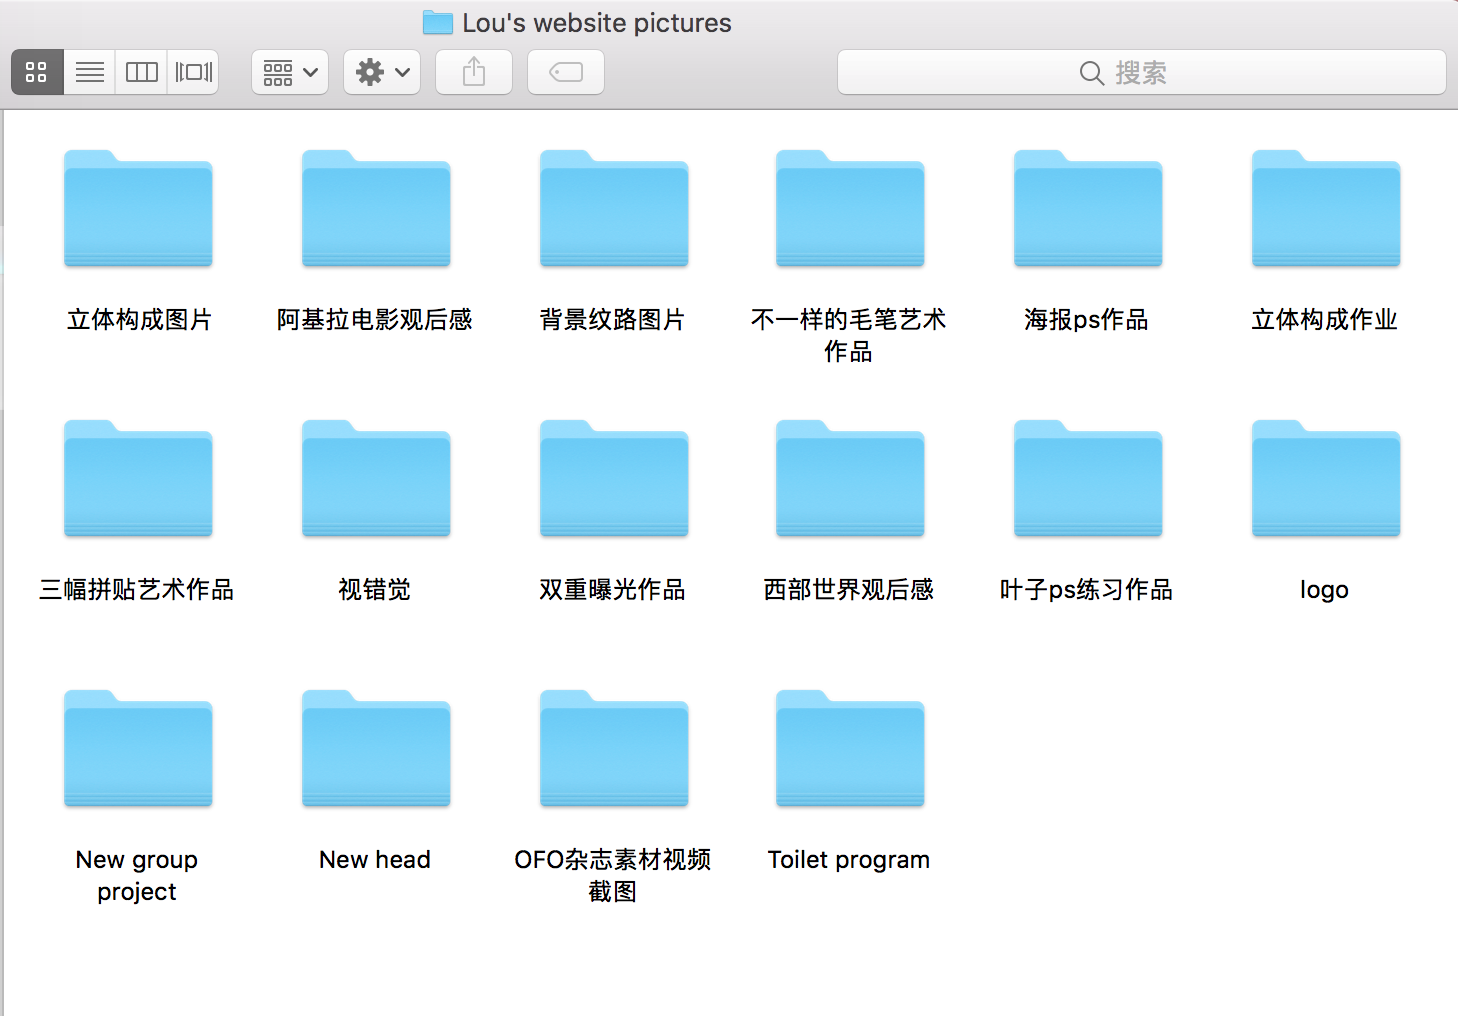 Lou's website pictures
搜索
立体构成图片
阿基拉电影观后感
背景纹路图片
不一样的毛笔艺术
作品
海报ps作品
立体构成作业
三幅拼贴艺术作品
视错觉
双重曝光作品
西部世界观后感
叶子ps练习作品
logo
New group
project
New head
OFO杂志素材视频
截图
Toilet program